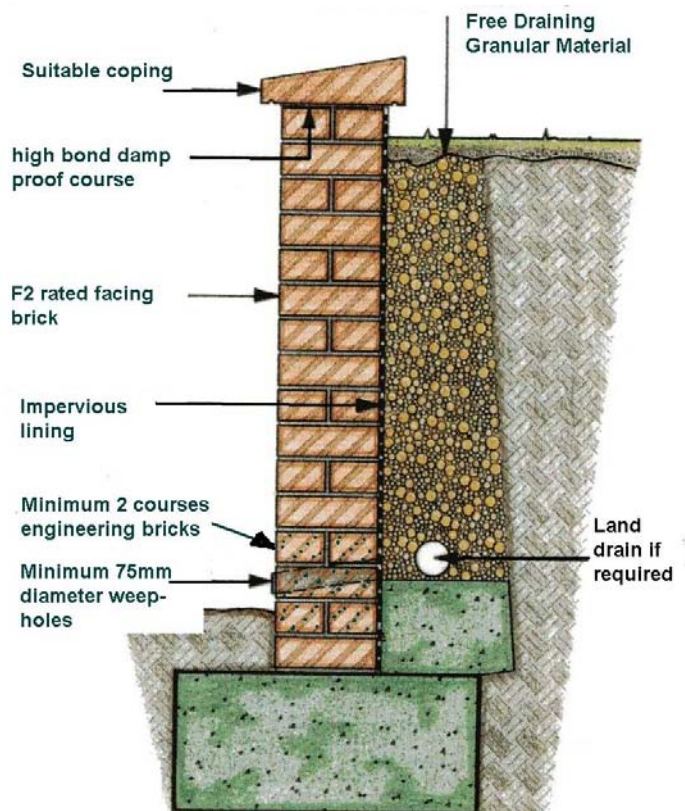 Free Draining
Granular Material
Suitable coping
high bond damp
proof course
F2 rated facing
brick
Impervious
lining
Minimum 2 courses
engineering bricks
Land
drain if
required
Minimum 75mm
diameter weep-
holes